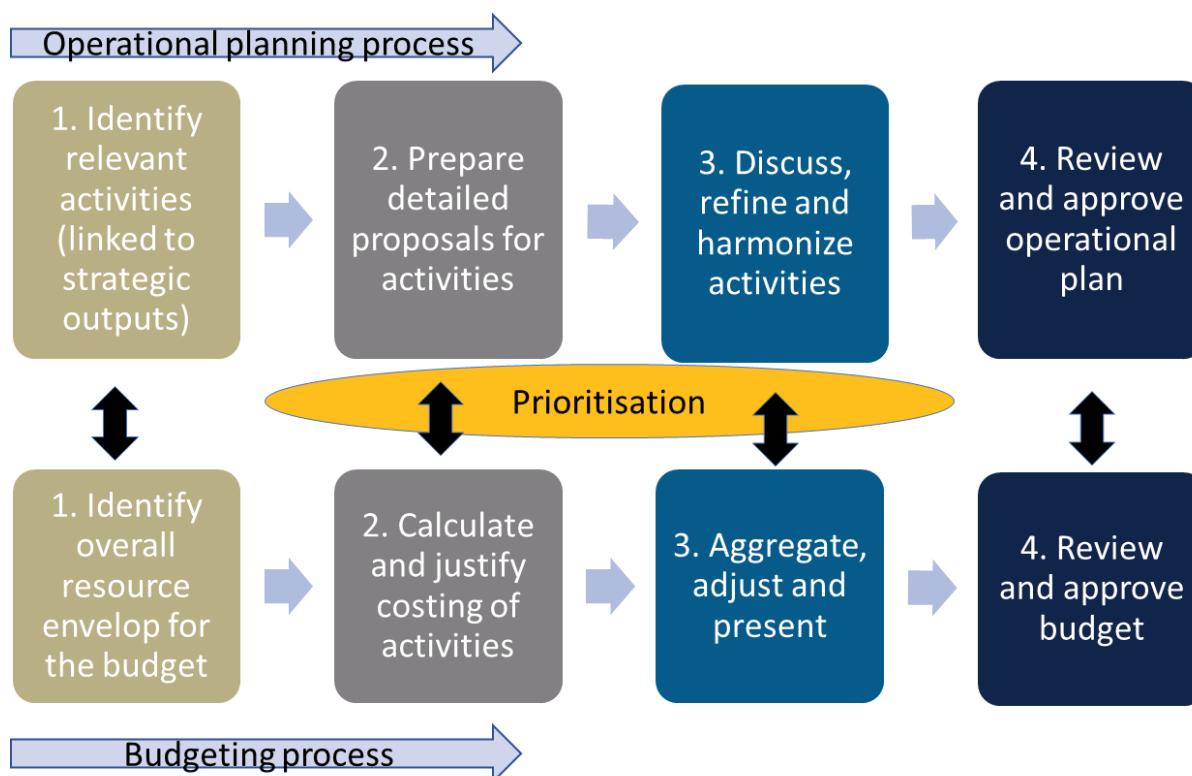 Operational planning process
1. Identify
relevant
activities
(linked to
strategic
outputs)
2. Prepare
detailed
proposals for
activities
3. Discuss,
refine and
harmonize
activities
4. Review
and approve
operational
plan
Prioritisation
1. Identify
overall
resource
envelop for
the budget
2. Calculate
and justify
costing of
activities
3. Aggregate,
adjust and
present
4. Review
and approve
budget
Budgeting process